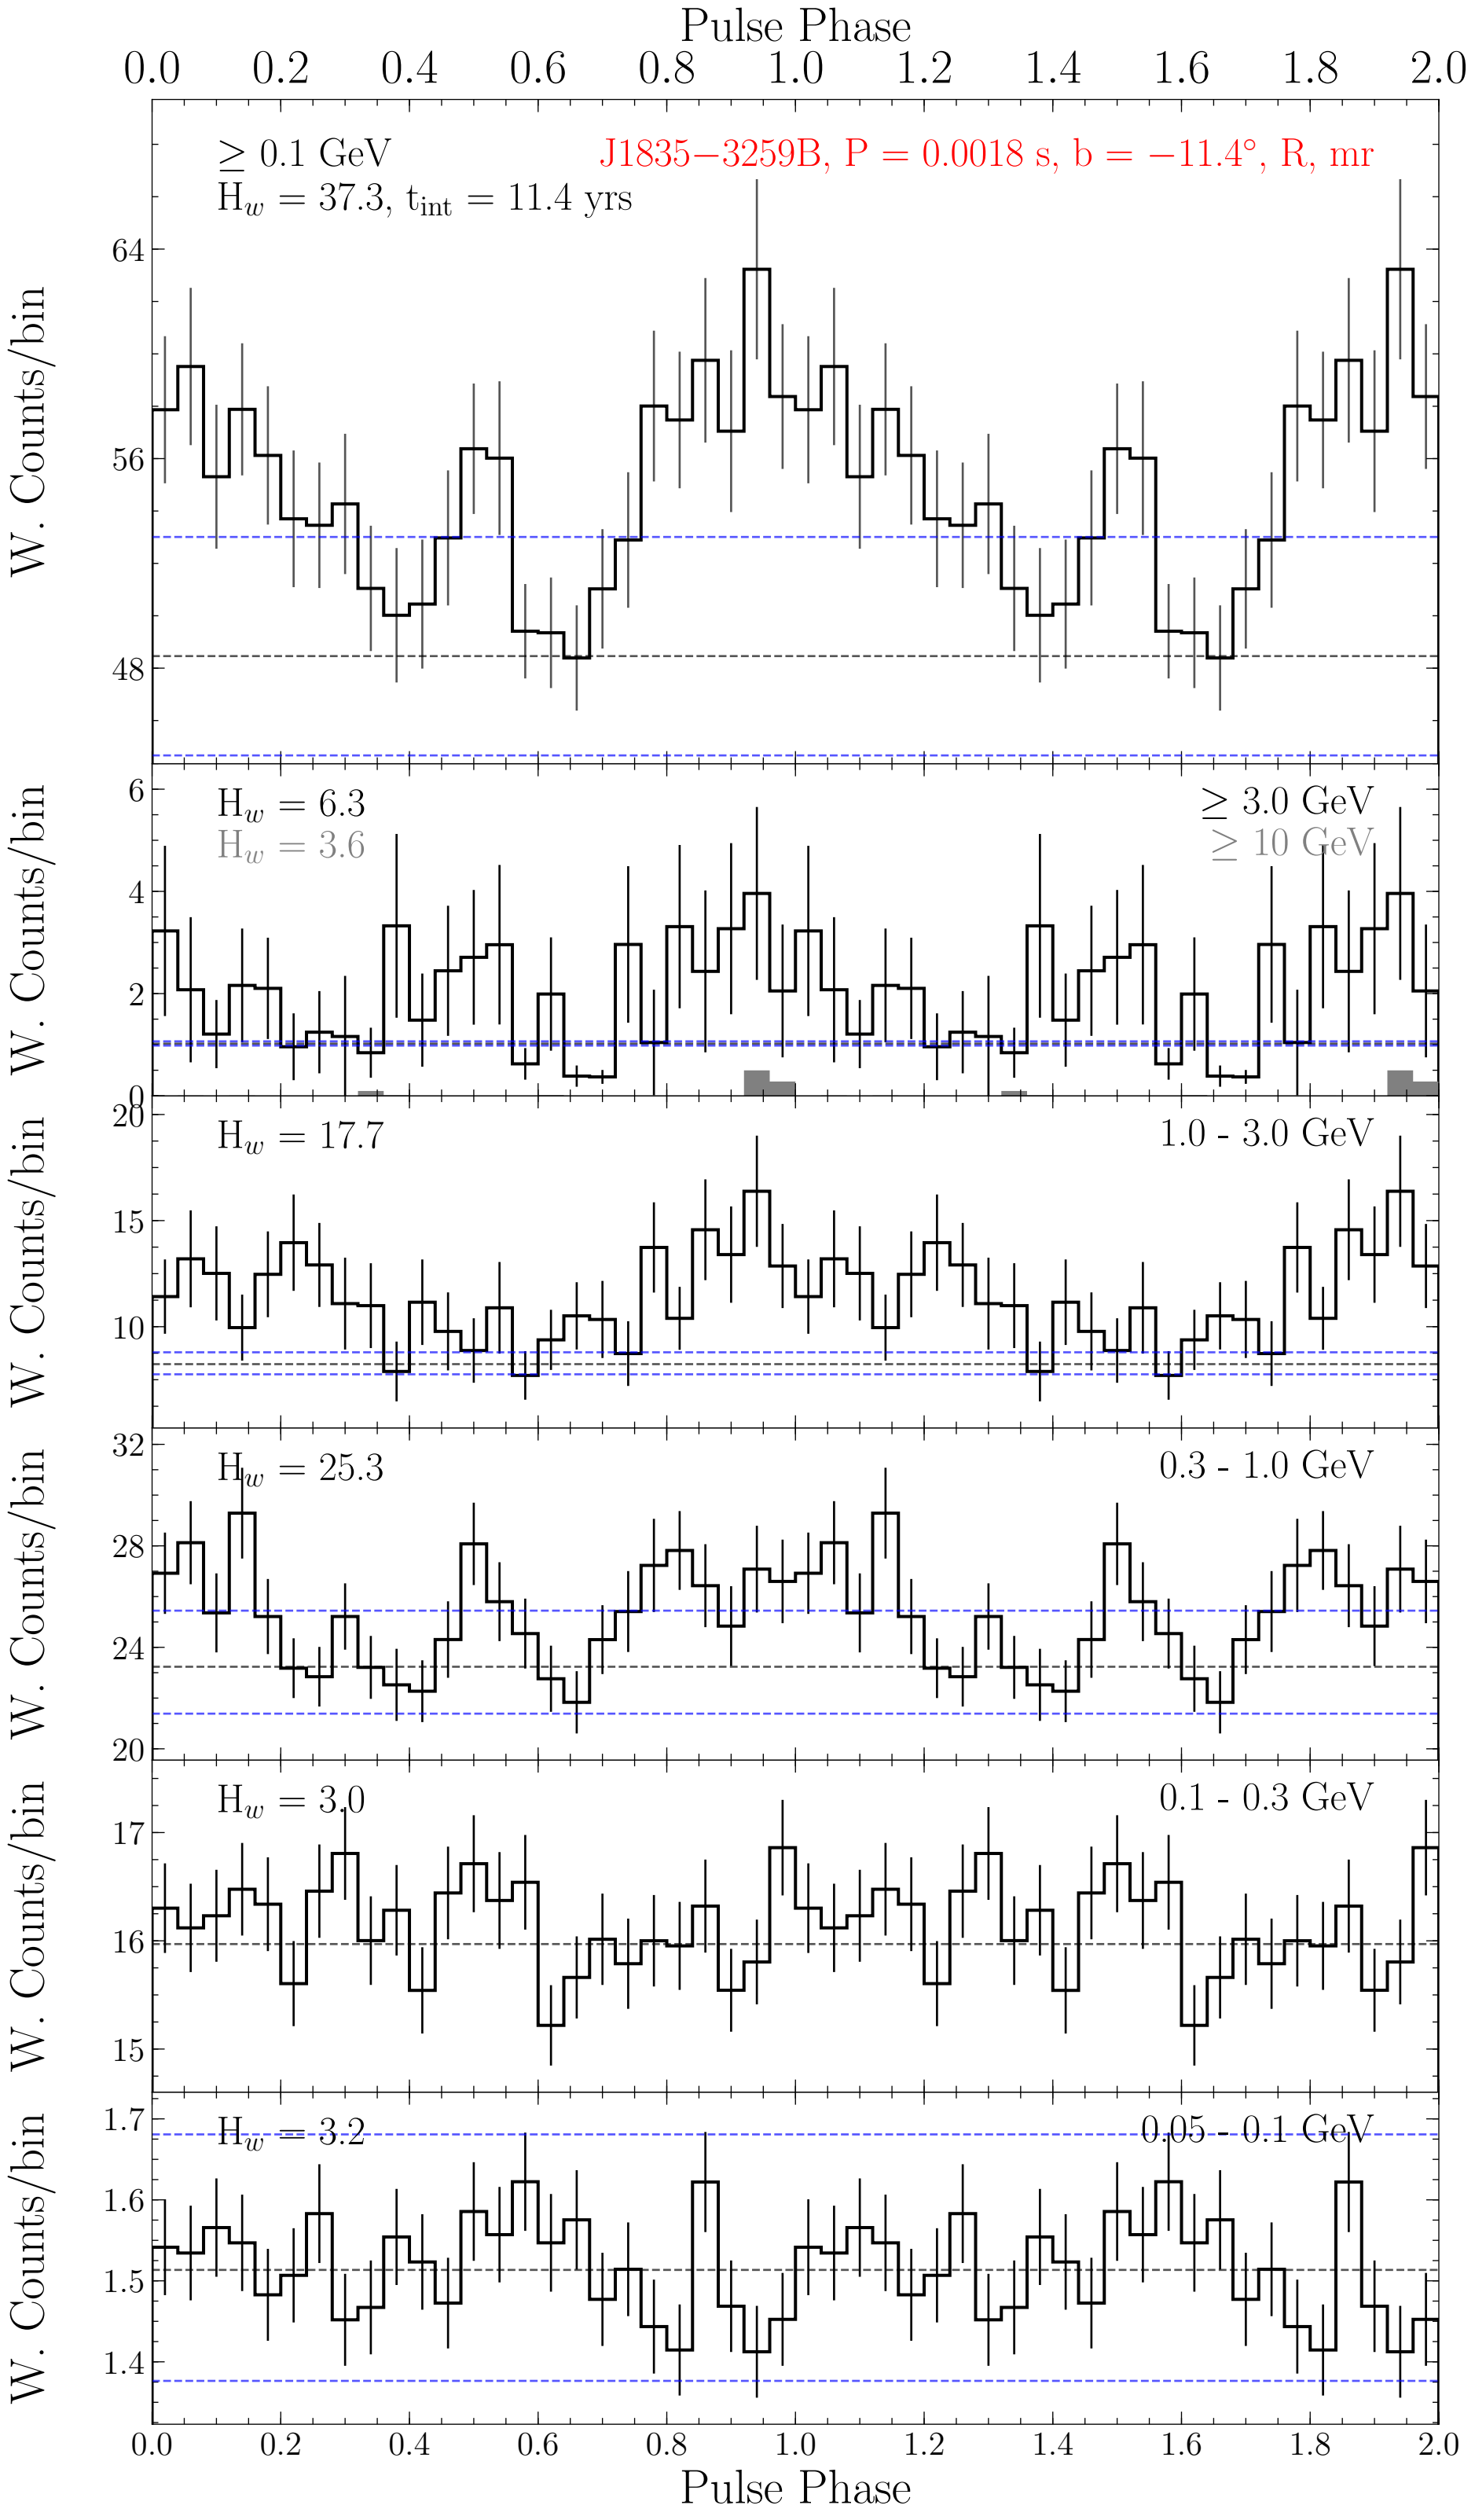 Pulse Phase
0.0 0.2 0.4 0.6 0.8 1.0 1.2 1.4 1.6 1.8 2.0
≥ 0.1 GeV
J1835−3259B, P = 0.0018 s, b = −11.4°, R, mr
H_w = 37.3, t_int = 11.4 yrs
W. Counts/bin
64
56
48
W. Counts/bin
H_w = 6.3
≥ 3.0 GeV
H_w = 3.6
≥ 10 GeV
6
4
2
0
W. Counts/bin
H_w = 17.7
1.0 - 3.0 GeV
20
15
10
W. Counts/bin
H_w = 25.3
0.3 - 1.0 GeV
32
28
24
20
W. Counts/bin
H_w = 3.0
0.1 - 0.3 GeV
17
16
15
W. Counts/bin
H_w = 3.2
0.05 - 0.1 GeV
1.7
1.6
1.5
1.4
0.0 0.2 0.4 0.6 0.8 1.0 1.2 1.4 1.6 1.8 2.0
Pulse Phase